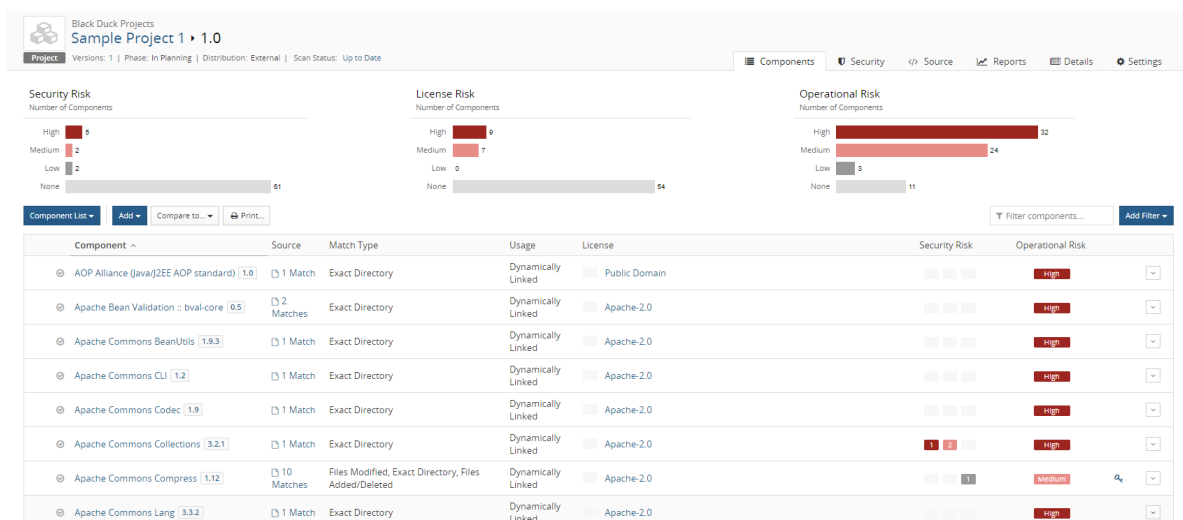 Black Duck Projects
Sample Project 1 ▸ 1.0
Project Versions: 1 | Phase: In Planning | Distribution: External | Scan Status: Up to Date
Components Security Source Reports Details Settings
Security Risk
Number of Components
High 5
Medium 2
Low 2
None 61
License Risk
Number of Components
High 9
Medium 7
Low 0
None 54
Operational Risk
Number of Components
High 32
Medium 24
Low 3
None 11
Component List Add Compare to... Print... Filter components... Add Filter
Component Source Match Type Usage License Security Risk Operational Risk
AOP Alliance (Java/J2EE AOP standard) 1.0 1 Match Exact Directory Dynamically Linked Public Domain High
Apache Bean Validation :: bval-core 0.5 2 Matches Exact Directory Dynamically Linked Apache-2.0 High
Apache Commons BeanUtils 1.9.3 1 Match Exact Directory Dynamically Linked Apache-2.0 High
Apache Commons CLI 1.2 1 Match Exact Directory Dynamically Linked Apache-2.0 High
Apache Commons Codec 1.9 1 Match Exact Directory Dynamically Linked Apache-2.0 High
Apache Commons Collections 3.2.1 1 Match Exact Directory Dynamically Linked Apache-2.0 1 2 High
Apache Commons Compress 1.12 10 Matches Files Modified, Exact Directory, Files Added/Deleted Dynamically Linked Apache-2.0 1 Medium
Apache Commons Lang 3.3.2 1 Match Exact Directory Dynamically Linked Apache-2.0 High